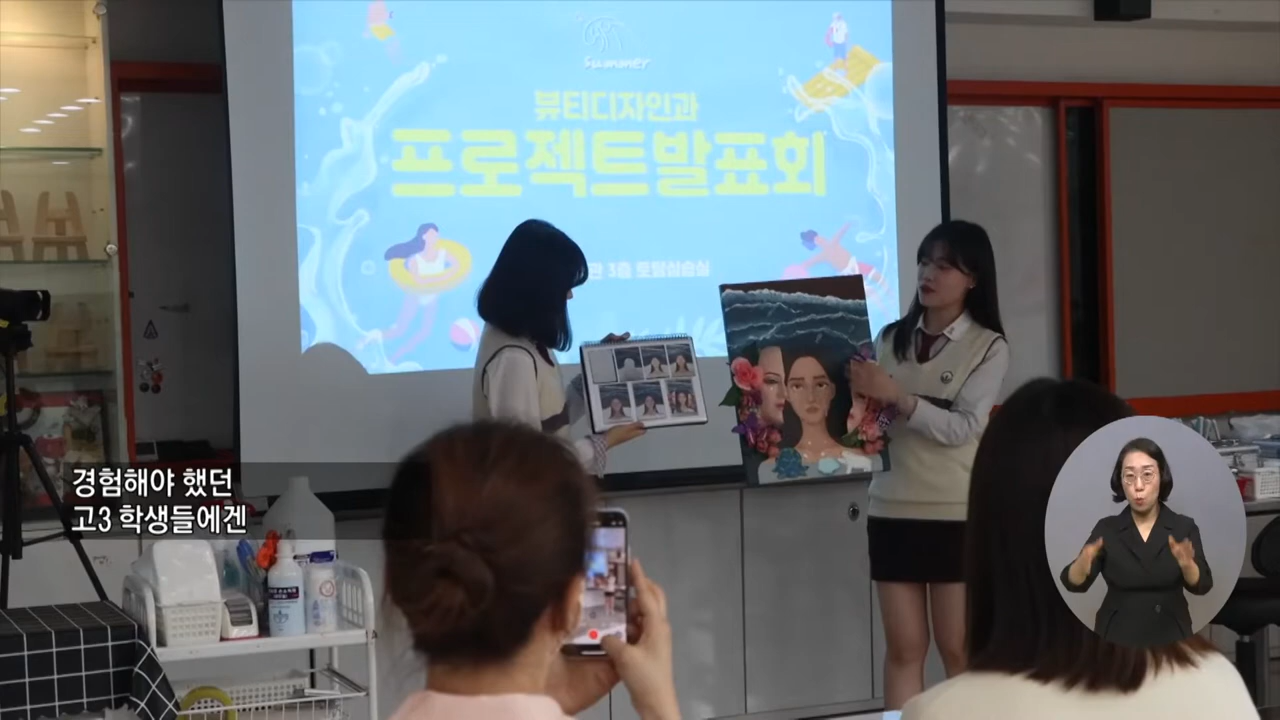 summer
뷰티디자인과
프로젝트발표회
3층 토탈실습실
경험해야 했던
고3 학생들에겐